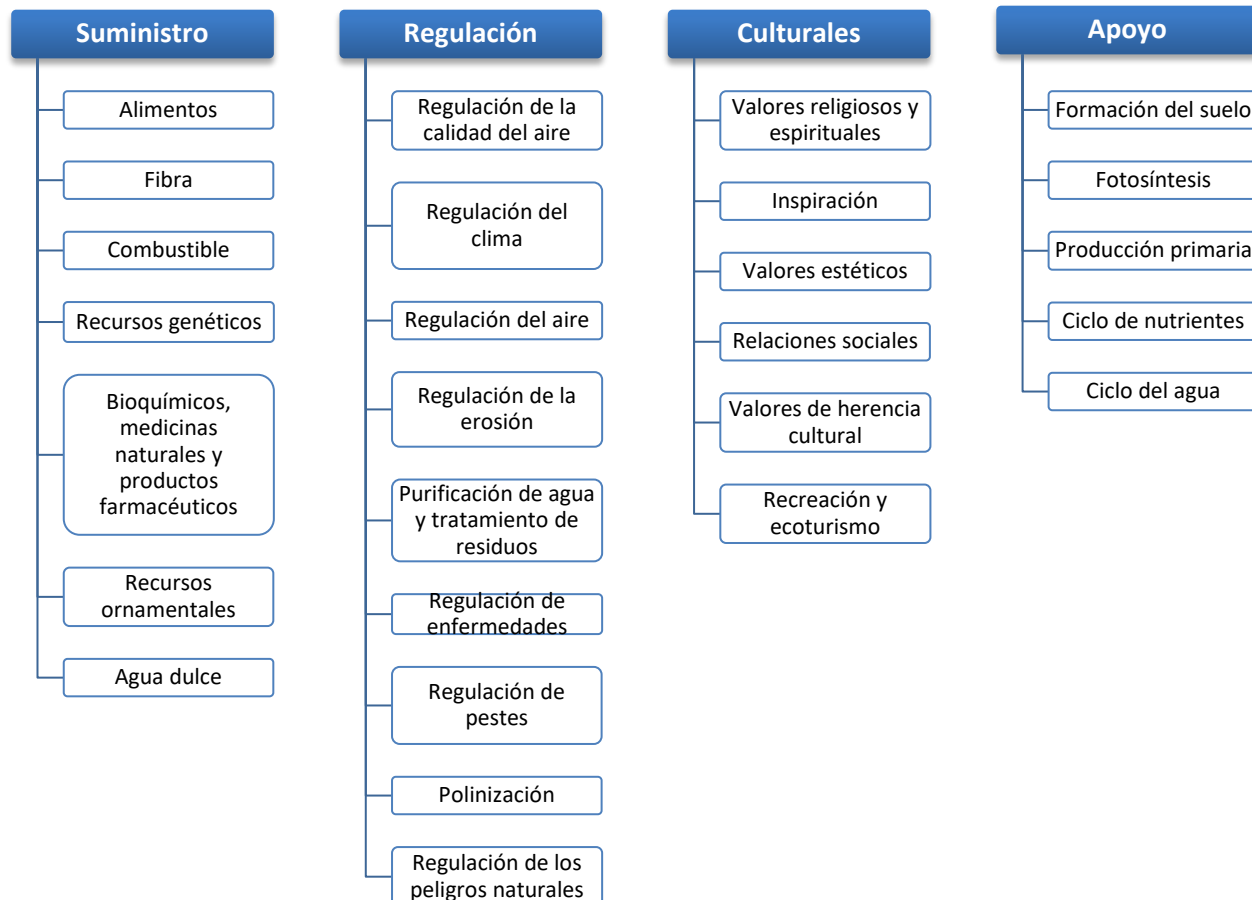 Suministro
Alimentos
Fibra
Combustible
Recursos genéticos
Bioquímicos,
medicinas
naturales y
productos
farmacéuticos
Recursos
ornamentales
Agua dulce
Regulación
Regulación de la
calidad del aire
Regulación del
clima
Regulación del aire
Regulación de la
erosión
Purificación de agua
y tratamiento de
residuos
Regulación de
enfermedades
Regulación de
pestes
Polinización
Regulación de los
peligros naturales
Culturales
Valores religiosos y
espirituales
Inspiración
Valores estéticos
Relaciones sociales
Valores de herencia
cultural
Recreación y
ecoturismo
Apoyo
Formación del suelo
Fotosíntesis
Producción primaria
Ciclo de nutrientes
Ciclo del agua